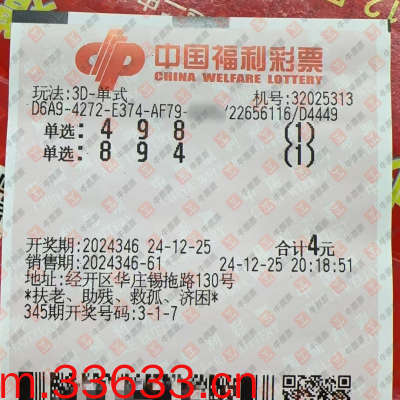 中国福利彩票
CHINA WELFARE LOTTERY
玩法:3D-单式 机号:32025313
D6A9-4272-E374-AF79- /22656116/D4449
单选: 4 9 8 (1)
单选: 8 9 4 (1)
开奖期:2024346 24-12-25 合计4元
销售期:2024346-61 24-12-25 20:18:51
地址:经开区华庄锡拖路130号
*扶老、助残、救孤、济困*
345期开奖号码:3-1-7
m.33633.cn